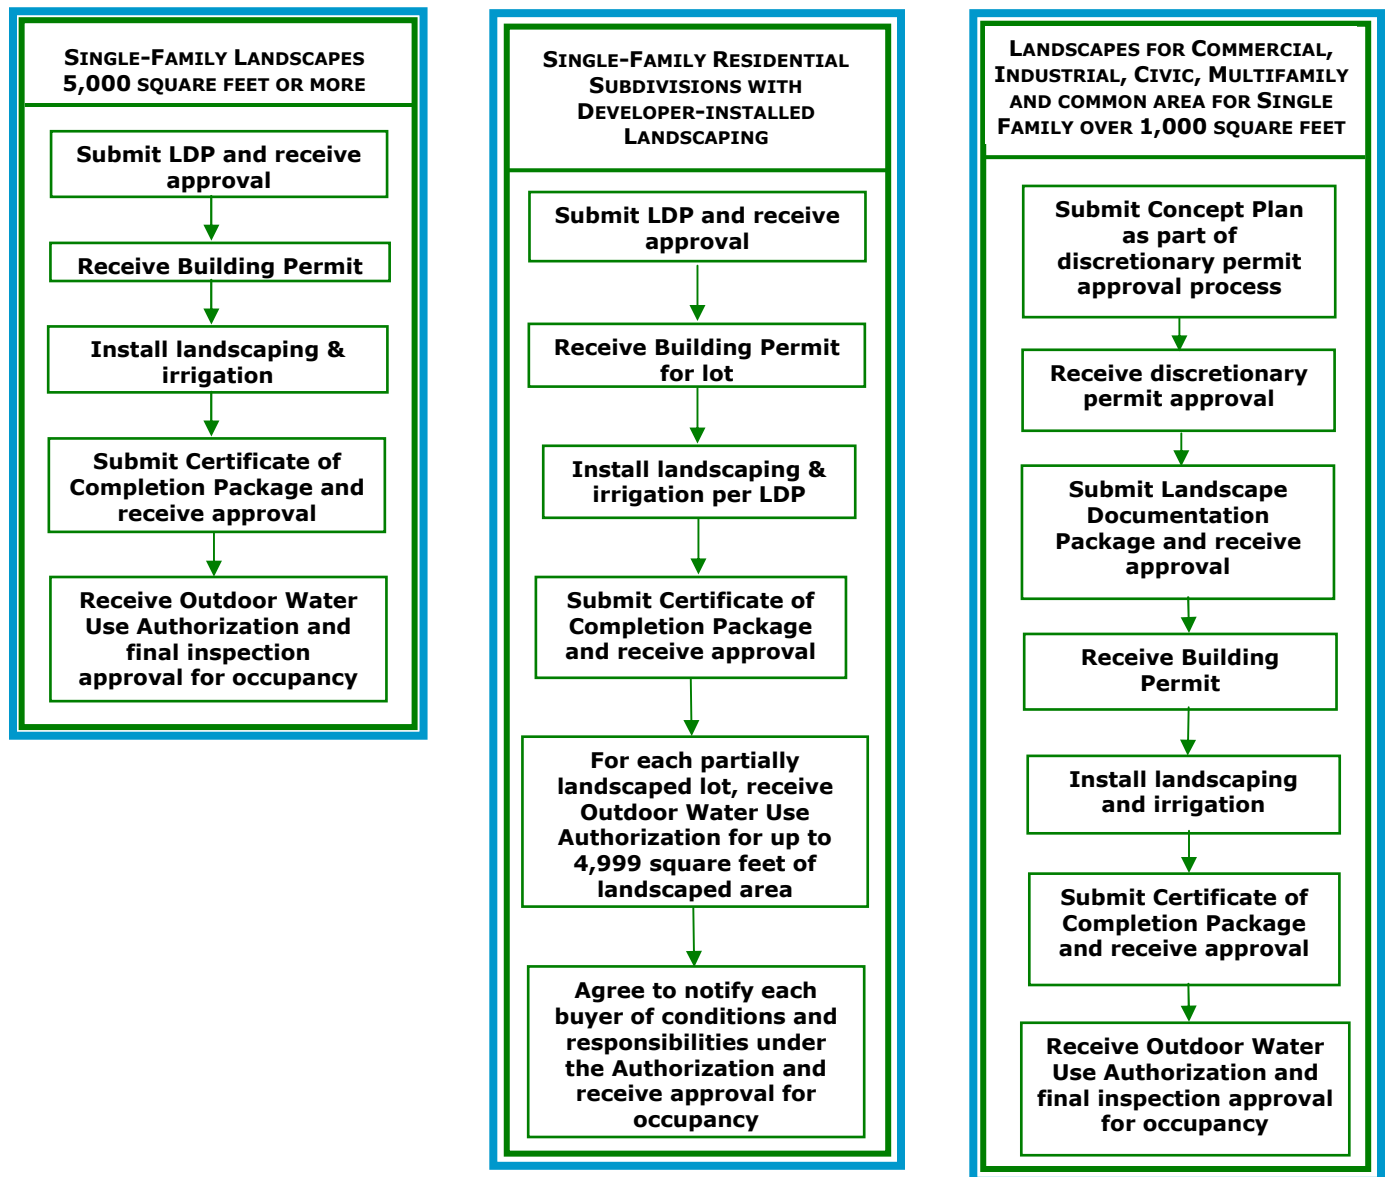 SINGLE-FAMILY LANDSCAPES
5,000 SQUARE FEET OR MORE
Submit LDP and receive
approval
Receive Building Permit
Install landscaping &
irrigation
Submit Certificate of
Completion Package and
receive approval
Receive Outdoor Water
Use Authorization and
final inspection
approval for occupancy
SINGLE-FAMILY RESIDENTIAL
SUBDIVISIONS WITH
DEVELOPER-INSTALLED
LANDSCAPING
Submit LDP and receive
approval
Receive Building Permit
for lot
Install landscaping &
irrigation per LDP
Submit Certificate of
Completion Package
and receive approval
For each partially
landscaped lot, receive
Outdoor Water Use
Authorization for up to
4,999 square feet of
landscaped area
Agree to notify each
buyer of conditions and
responsibilities under
the Authorization and
receive approval for
occupancy
LANDSCAPES FOR COMMERCIAL,
INDUSTRIAL, CIVIC, MULTIFAMILY
AND COMMON AREA FOR SINGLE
FAMILY OVER 1,000 SQUARE FEET
Submit Concept Plan
as part of
discretionary permit
approval process
Receive discretionary
permit approval
Submit Landscape
Documentation
Package and receive
approval
Receive Building
Permit
Install landscaping
and irrigation
Submit Certificate of
Completion Package
and receive approval
Receive Outdoor Water
Use Authorization and
final inspection approval
for occupancy